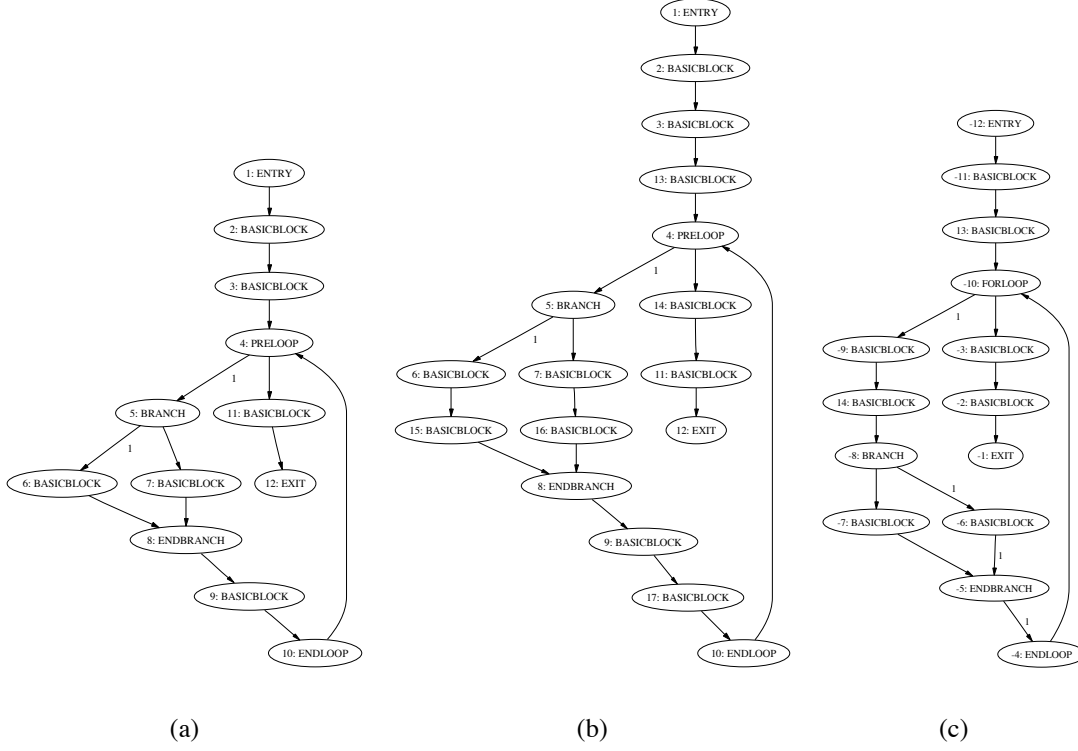 1: ENTRY
2: BASICBLOCK
3: BASICBLOCK
4: PRELOOP
1
5: BRANCH
11: BASICBLOCK
1
6: BASICBLOCK
7: BASICBLOCK
12: EXIT
8: ENDBRANCH
9: BASICBLOCK
10: ENDLOOP
(a)
1: ENTRY
2: BASICBLOCK
3: BASICBLOCK
13: BASICBLOCK
4: PRELOOP
1
5: BRANCH
14: BASICBLOCK
1
6: BASICBLOCK
7: BASICBLOCK
11: BASICBLOCK
15: BASICBLOCK
16: BASICBLOCK
12: EXIT
8: ENDBRANCH
9: BASICBLOCK
17: BASICBLOCK
10: ENDLOOP
(b)
-12: ENTRY
-11: BASICBLOCK
13: BASICBLOCK
-10: FORLOOP
1
-9: BASICBLOCK
-3: BASICBLOCK
14: BASICBLOCK
-2: BASICBLOCK
-8: BRANCH
-1: EXIT
1
-7: BASICBLOCK
-6: BASICBLOCK
1
-5: ENDBRANCH
1
-4: ENDLOOP
(c)